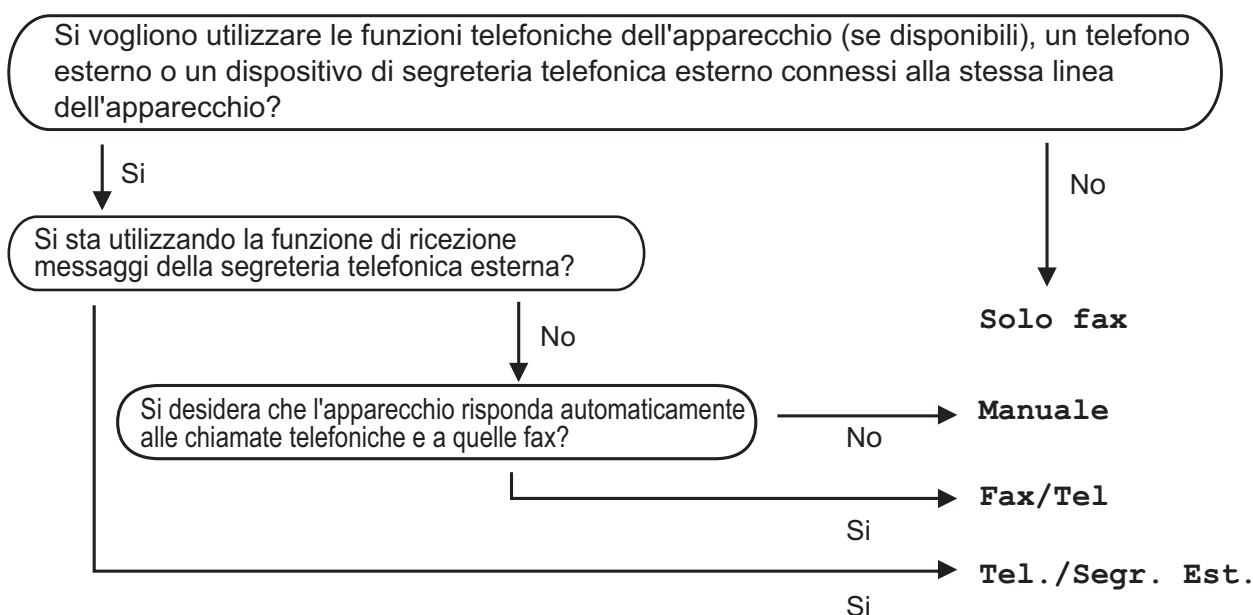 Si vogliono utilizzare le funzioni telefoniche dell'apparecchio (se disponibili), un telefono
esterno o un dispositivo di segreteria telefonica esterno connessi alla stessa linea
dell'apparecchio?
Si
No
Si sta utilizzando la funzione di ricezione
messaggi della segreteria telefonica esterna?
Solo fax
No
Si desidera che l'apparecchio risponda automaticamente
alle chiamate telefoniche e a quelle fax?
Manuale
No
Fax/Tel
Si
Tel./Segr. Est.
Si